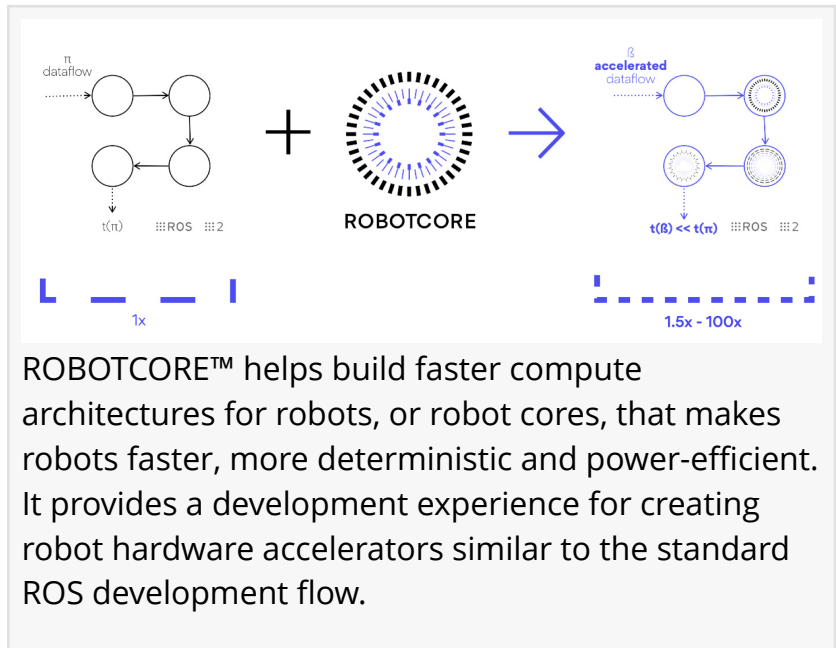 π
dataflow
t(π)
ROS 2
1x
ROBOTCORE
ß
accelerated
dataflow
t(ß) << t(π)
ROS 2
1.5x - 100x
ROBOTCORE™ helps build faster compute
architectures for robots, or robot cores, that makes
robots faster, more deterministic and power-efficient.
It provides a development experience for creating
robot hardware accelerators similar to the standard
ROS development flow.